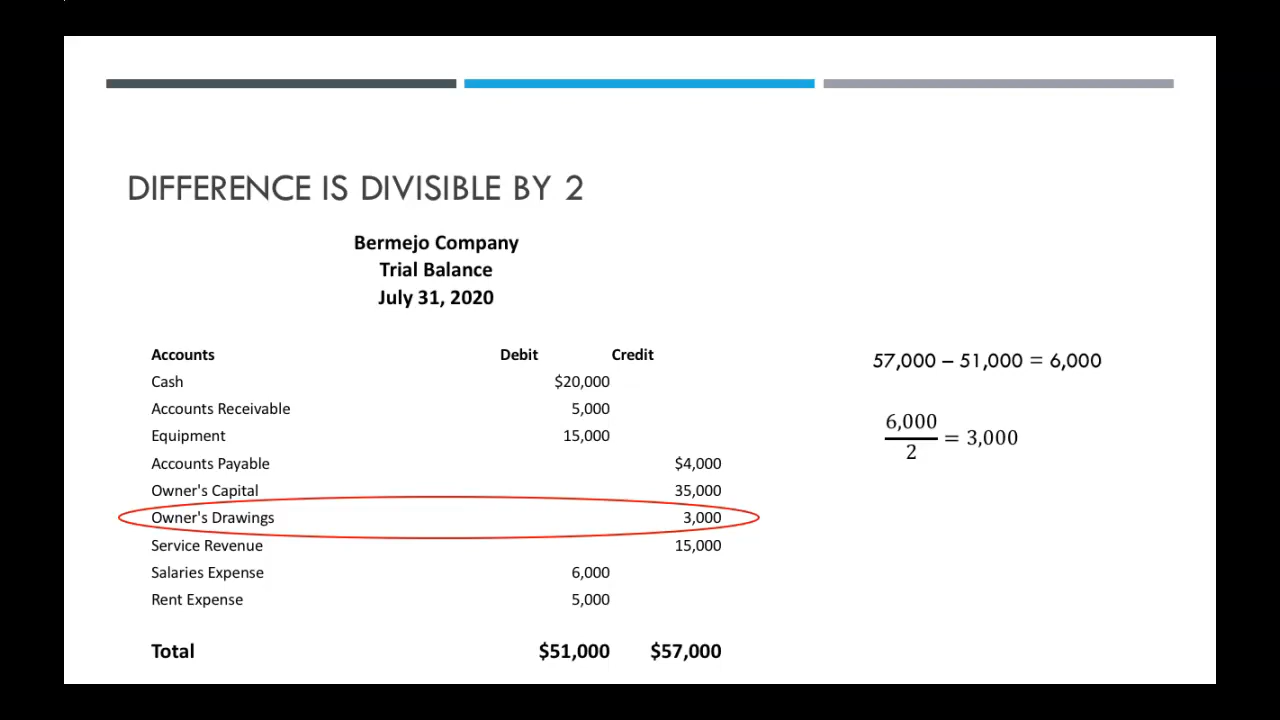 DIFFERENCE IS DIVISIBLE BY 2
Bermejo Company
Trial Balance
July 31, 2020
Accounts Debit Credit
Cash $20,000
Accounts Receivable 5,000
Equipment 15,000
Accounts Payable $4,000
Owner's Capital 35,000
Owner's Drawings 3,000
Service Revenue 15,000
Salaries Expense 6,000
Rent Expense 5,000
Total $51,000 $57,000
57,000 – 51,000 = 6,000
6,000
2
= 3,000